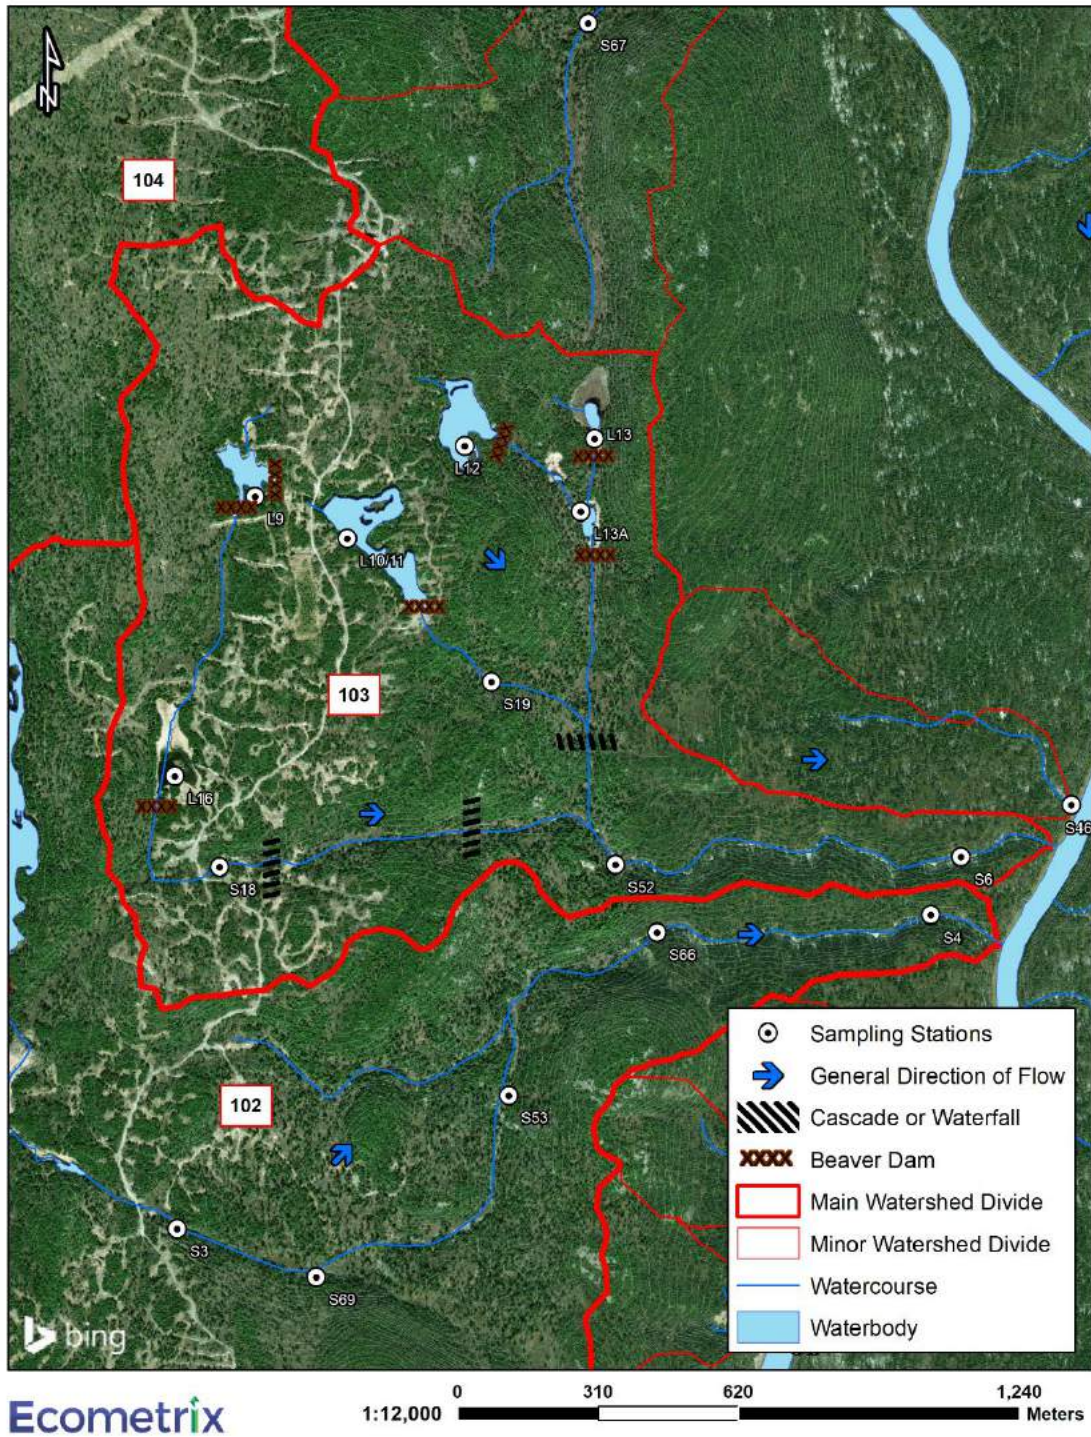 S67
N
104
L13
L12
L9
L13A
L10/11
103
S19
L16
S46
S18
S52
S6
S4
S66
102
S53
S3
S69
Sampling Stations
General Direction of Flow
Cascade or Waterfall
XXXX Beaver Dam
Main Watershed Divide
Minor Watershed Divide
Watercourse
Waterbody
bing
Ecometrix
1:12,000
0 310 620 1,240
Meters